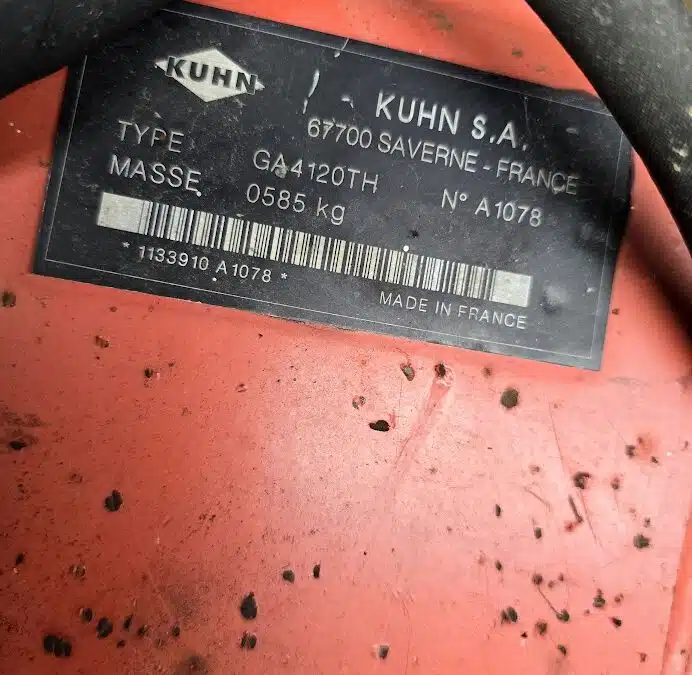 KUHN
KUHN S.A.
67700 SAVERNE - FRANCE
TYPE GA4120TH N° A1078
MASSE 0585 kg
* 1133910 A1078 *
MADE IN FRANCE